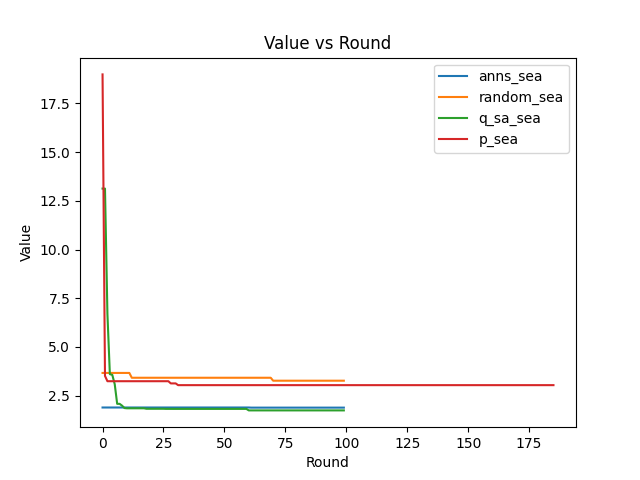 Value vs Round
anns_sea
random_sea
q_sa_sea
p_sea
Value
17.5
15.0
12.5
10.0
7.5
5.0
2.5
0 25 50 75 100 125 150 175
Round